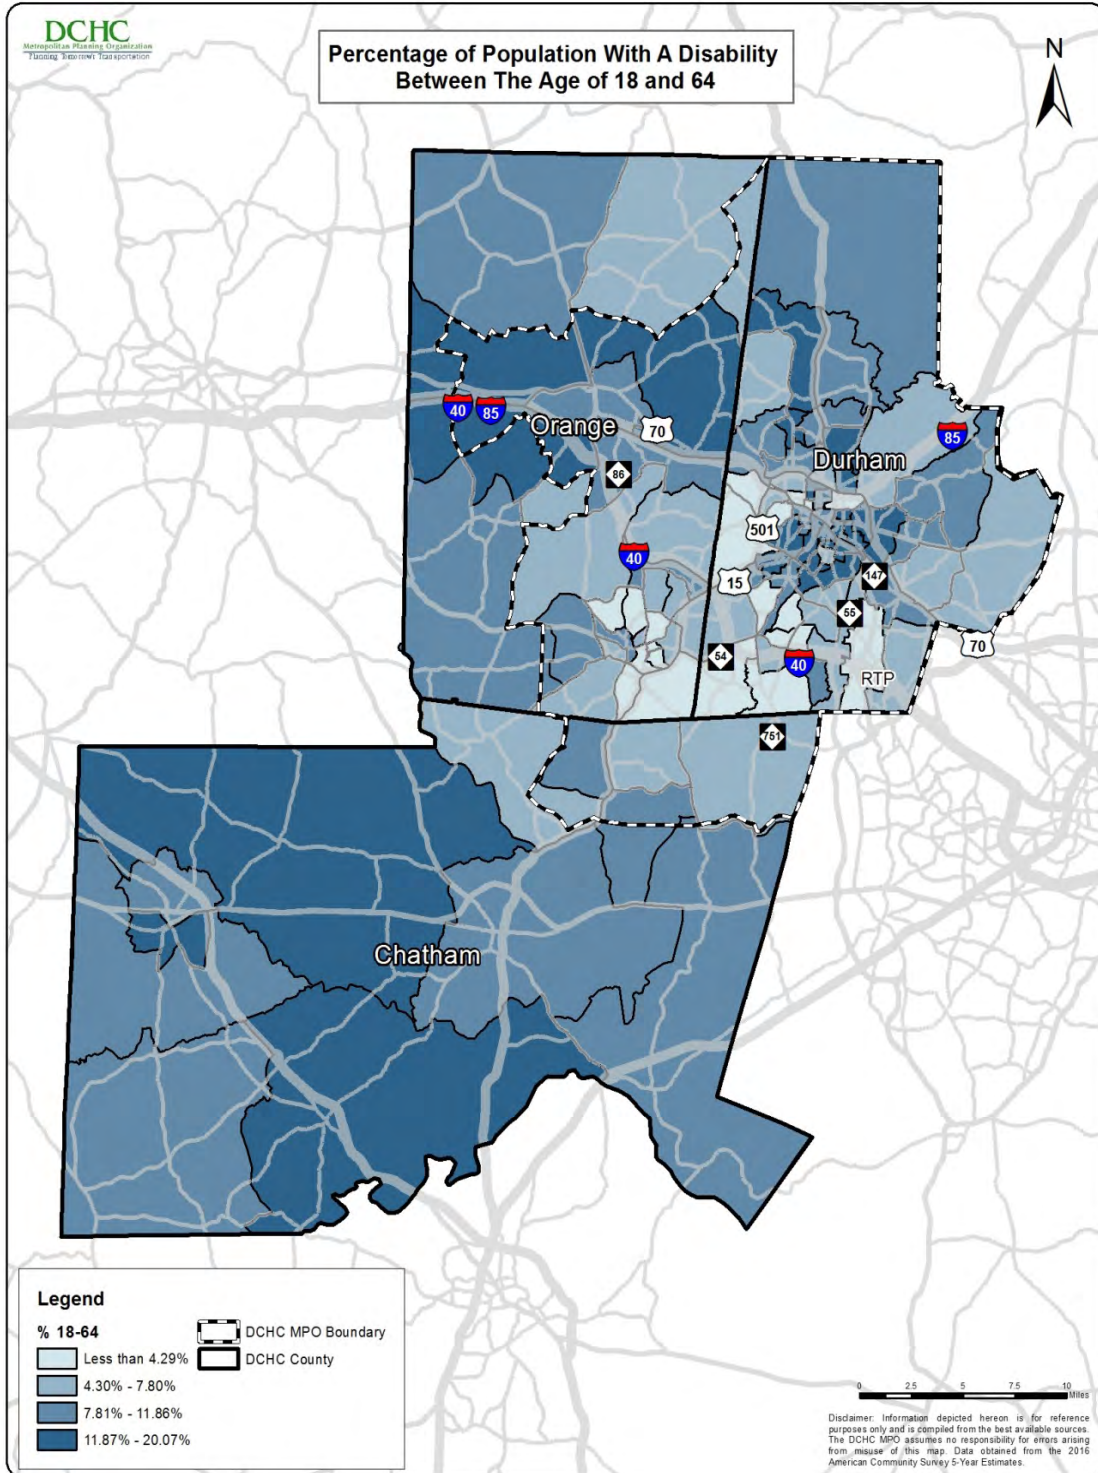 DCHC
Metropolitan Planning Organization
Planning Tomorrow's Transportation
Percentage of Population With A Disability
Between The Age of 18 and 64
N
40
85
Orange
70
86
Durham
85
501
40
15
147
55
54
40
70
RTP
751
Chatham
Legend
% 18-64
Less than 4.29%
4.30% - 7.80%
7.81% - 11.86%
11.87% - 20.07%
DCHC MPO Boundary
DCHC County
0 2.5 5 7.5 10
Miles
Disclaimer: Information depicted hereon is for reference
purposes only and is compiled from the best available sources.
The DCHC MPO assumes no responsibility for errors arising
from misuse of this map. Data obtained from the 2016
American Community Survey 5-Year Estimates.